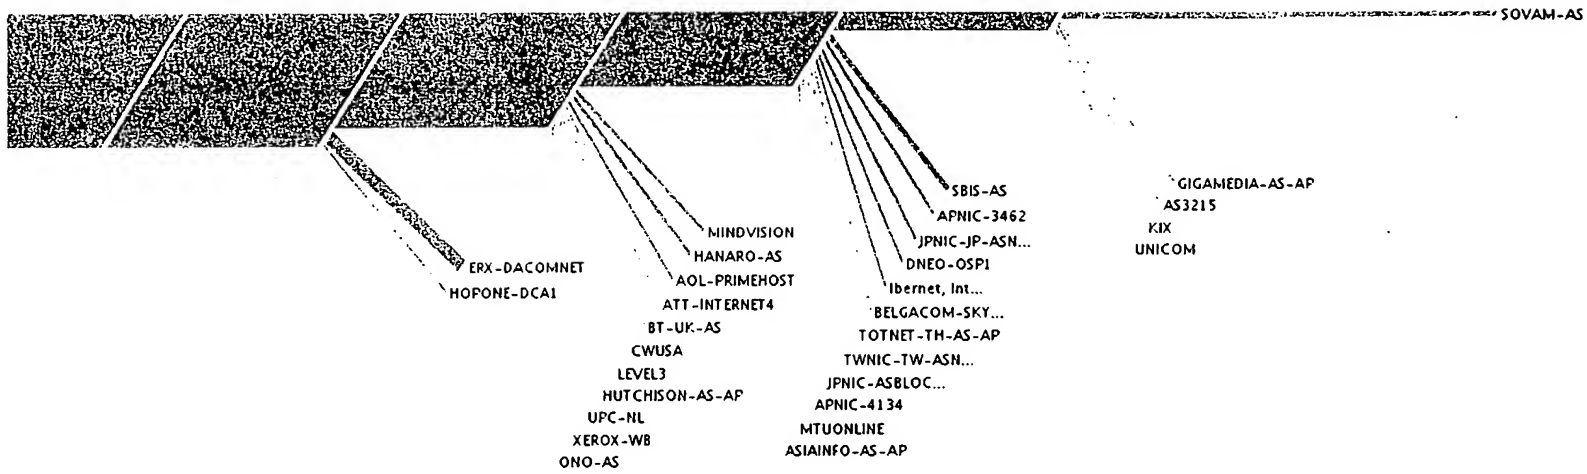 SOVAM-AS
ERX-DACOMNET
HOPONE-DCA1
MINDVISION
HANARO-AS
AOL-PRIMEHOST
ATT-INTERNET4
BT-UK-AS
CWUSA
LEVEL3
HUTCHISON-AS-AP
UPC-NL
XEROX-WB
ONO-AS
SBIS-AS
APNIC-3462
JPNIC-JP-ASN...
DNEO-OSP1
Ibernet, Int...
BELGACOM-SKY...
TOTNET-TH-AS-AP
TWNIC-TW-ASN...
JPNIC-ASBLOC...
APNIC-4134
MTUONLINE
ASIAINFO-AS-AP
GIGAMEDIA-AS-AP
AS3215
KIX
UNICOM